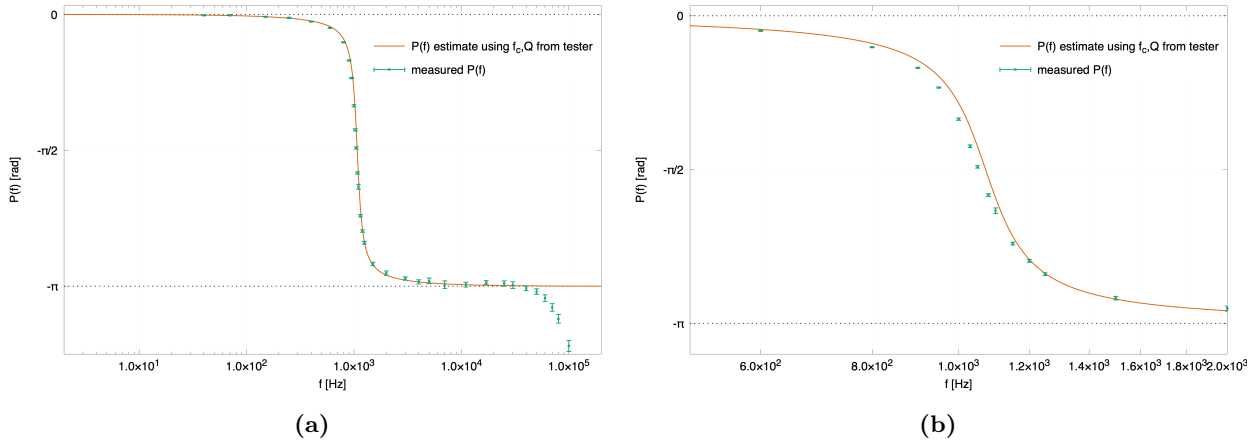 0
-π/2
-π
P(f) [rad]
P(f) estimate using f_c,Q from tester
measured P(f)
1.0×10¹ 1.0×10² 1.0×10³ 1.0×10⁴ 1.0×10⁵
f [Hz]
(a)
0
-π/2
-π
P(f) [rad]
P(f) estimate using f_c,Q from tester
measured P(f)
6.0×10² 8.0×10² 1.0×10³ 1.2×10³ 1.4×10³ 1.6×10³ 1.8×10³ 2.0×10³
f [Hz]
(b)